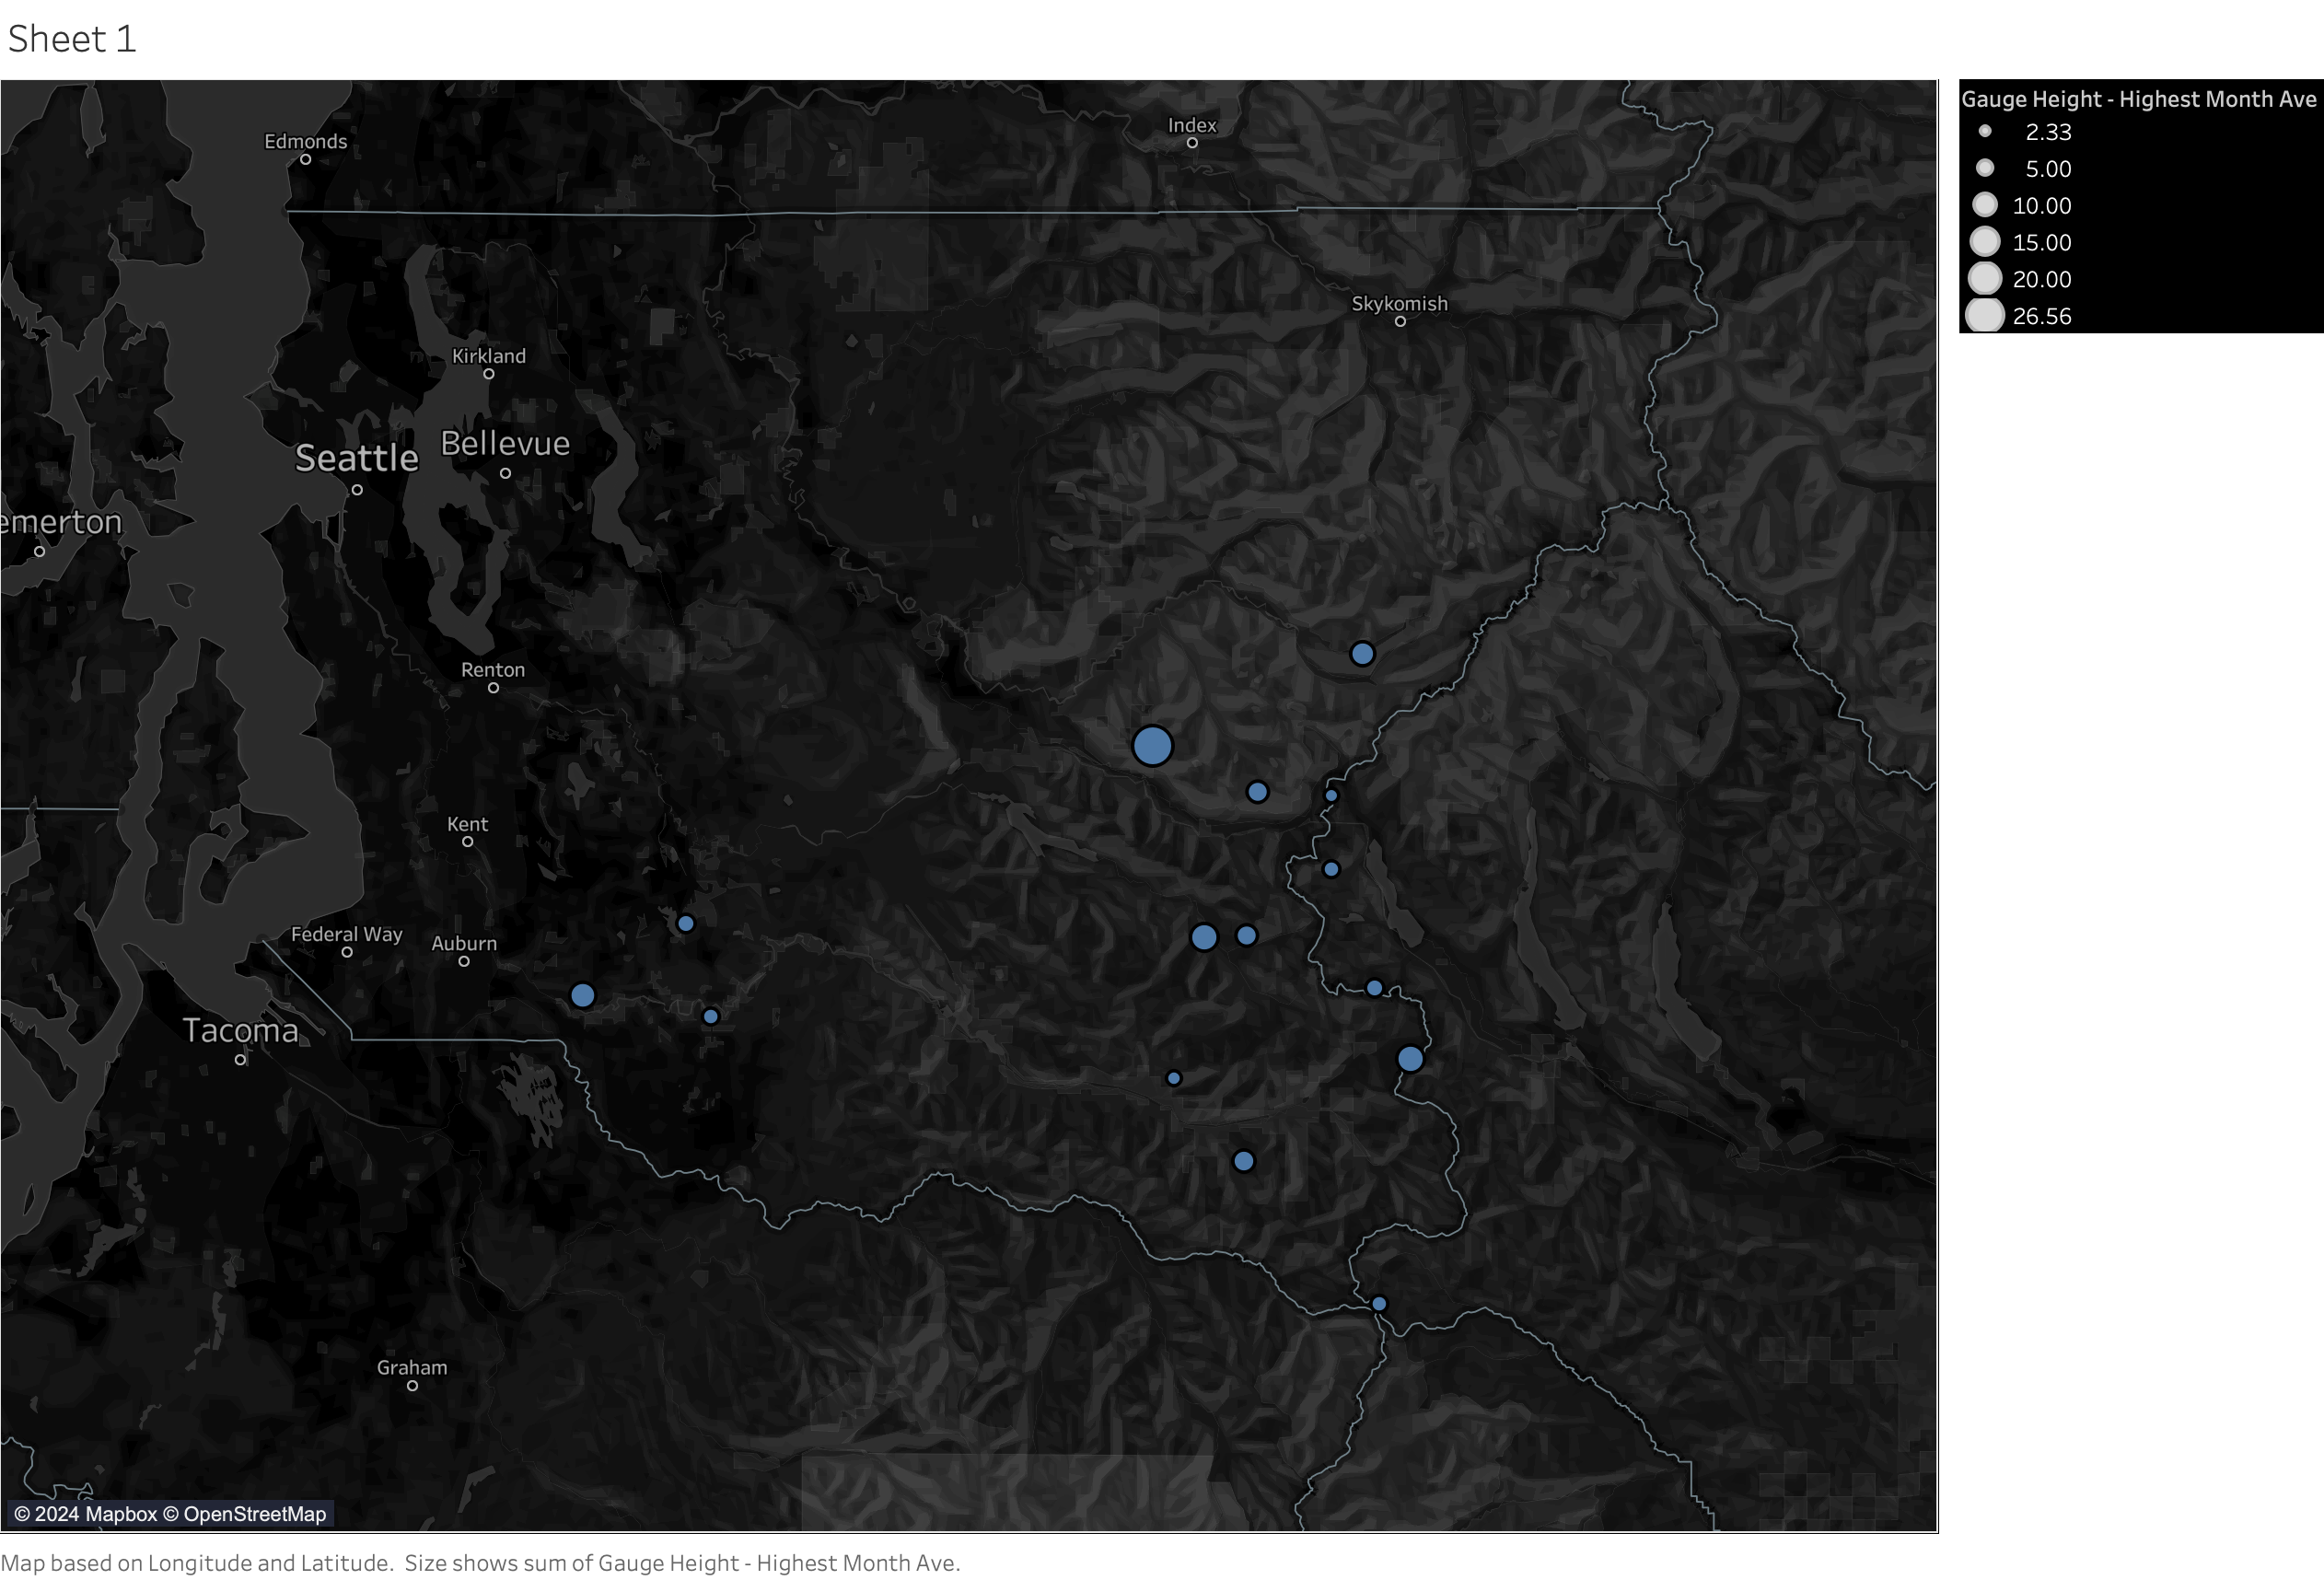 Sheet 1
Gauge Height - Highest Month Ave
2.33
5.00
10.00
15.00
20.00
26.56
Index
Edmonds
Skykomish
Kirkland
Bellevue
Seattle
emerton
Renton
Kent
Federal Way
Auburn
Tacoma
Graham
© 2024 Mapbox © OpenStreetMap
Map based on Longitude and Latitude. Size shows sum of Gauge Height - Highest Month Ave.